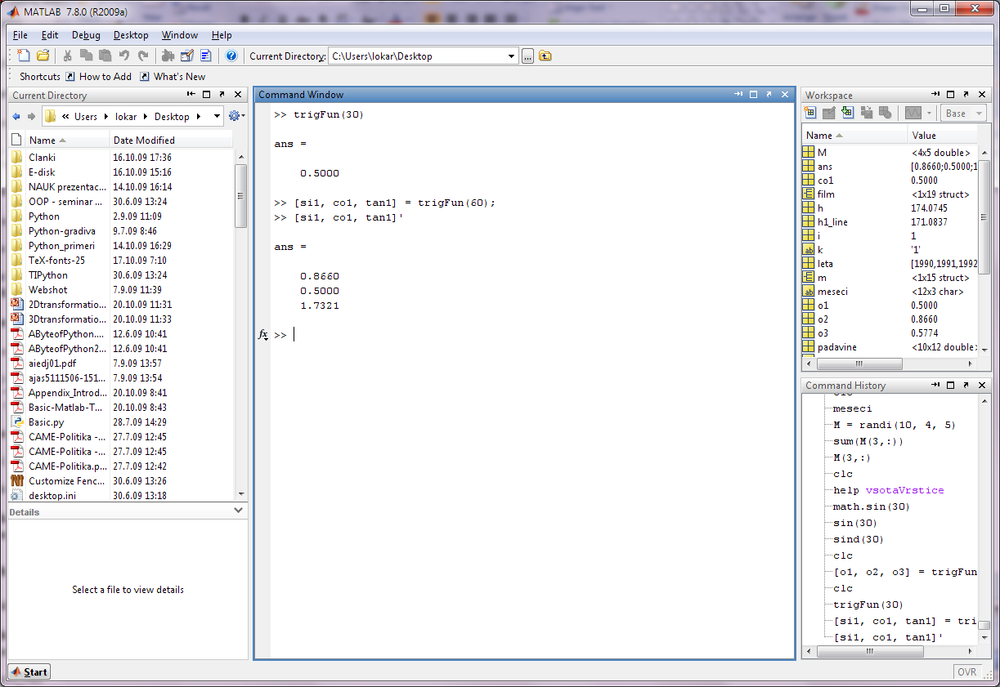 MATLAB 7.8.0 (R2009a)
File Edit Debug Desktop Window Help
Current Directory: C:\Users\lokar\Desktop ...
Shortcuts How to Add What's New
Current Directory
« Users lokar Desktop
Name Date Modified
Clanki 16.10.09 17:36
E-disk 16.10.09 15:16
NAUK prezentac... 14.10.09 16:14
OOP - seminar ... 30.6.09 13:24
Python 2.9.09 11:09
Python-gradiva 9.7.09 8:46
Python_primeri 14.10.09 16:29
TeX-fonts-25 17.10.09 7:10
TIPython 30.6.09 13:24
Webshot 7.9.09 11:39
2Dtransformatio... 20.10.09 11:31
3Dtransformatio... 20.10.09 11:33
AByteofPython.... 12.6.09 10:41
AByteofPython2... 12.6.09 10:41
aiedj01.pdf 7.9.09 13:57
ajas5111506-151... 7.9.09 13:54
Appendix_Introd... 20.10.09 8:41
Basic-Matlab-T... 20.10.09 8:43
Basic.py 28.7.09 14:29
CAME-Politika -... 27.7.09 12:45
CAME-Politika -... 27.7.09 12:45
CAME-Politika.p... 27.7.09 12:42
Customize Fenc... 30.6.09 13:26
desktop.ini 30.6.09 13:18
Details
Select a file to view details
Start
Command Window
>> trigFun(30)
ans =
0.5000
>> [si1, co1, tan1] = trigFun(60);
>> [si1, co1, tan1]'
ans =
0.8660
0.5000
1.7321
fx >>
Workspace
Base
Name Value
M <4x5 double>
ans [0.8660;0.5000;1
co1 0.5000
film <1x19 struct>
h 174.0745
h1_line 171.0837
i 1
k '1'
leta [1990,1991,1992
m <1x15 struct>
meseci <12x3 char>
o1 0.5000
o2 0.8660
o3 0.5774
padavine <10x12 double>
Command History
clc
meseci
M = randi(10, 4, 5)
sum(M(3,:))
M(3,:)
clc
help vsotaVrstice
math.sin(30)
sin(30)
sind(30)
clc
[o1, o2, o3] = trigFun
clc
trigFun(30)
[si1, co1, tan1] = tri
[si1, co1, tan1]'
OVR